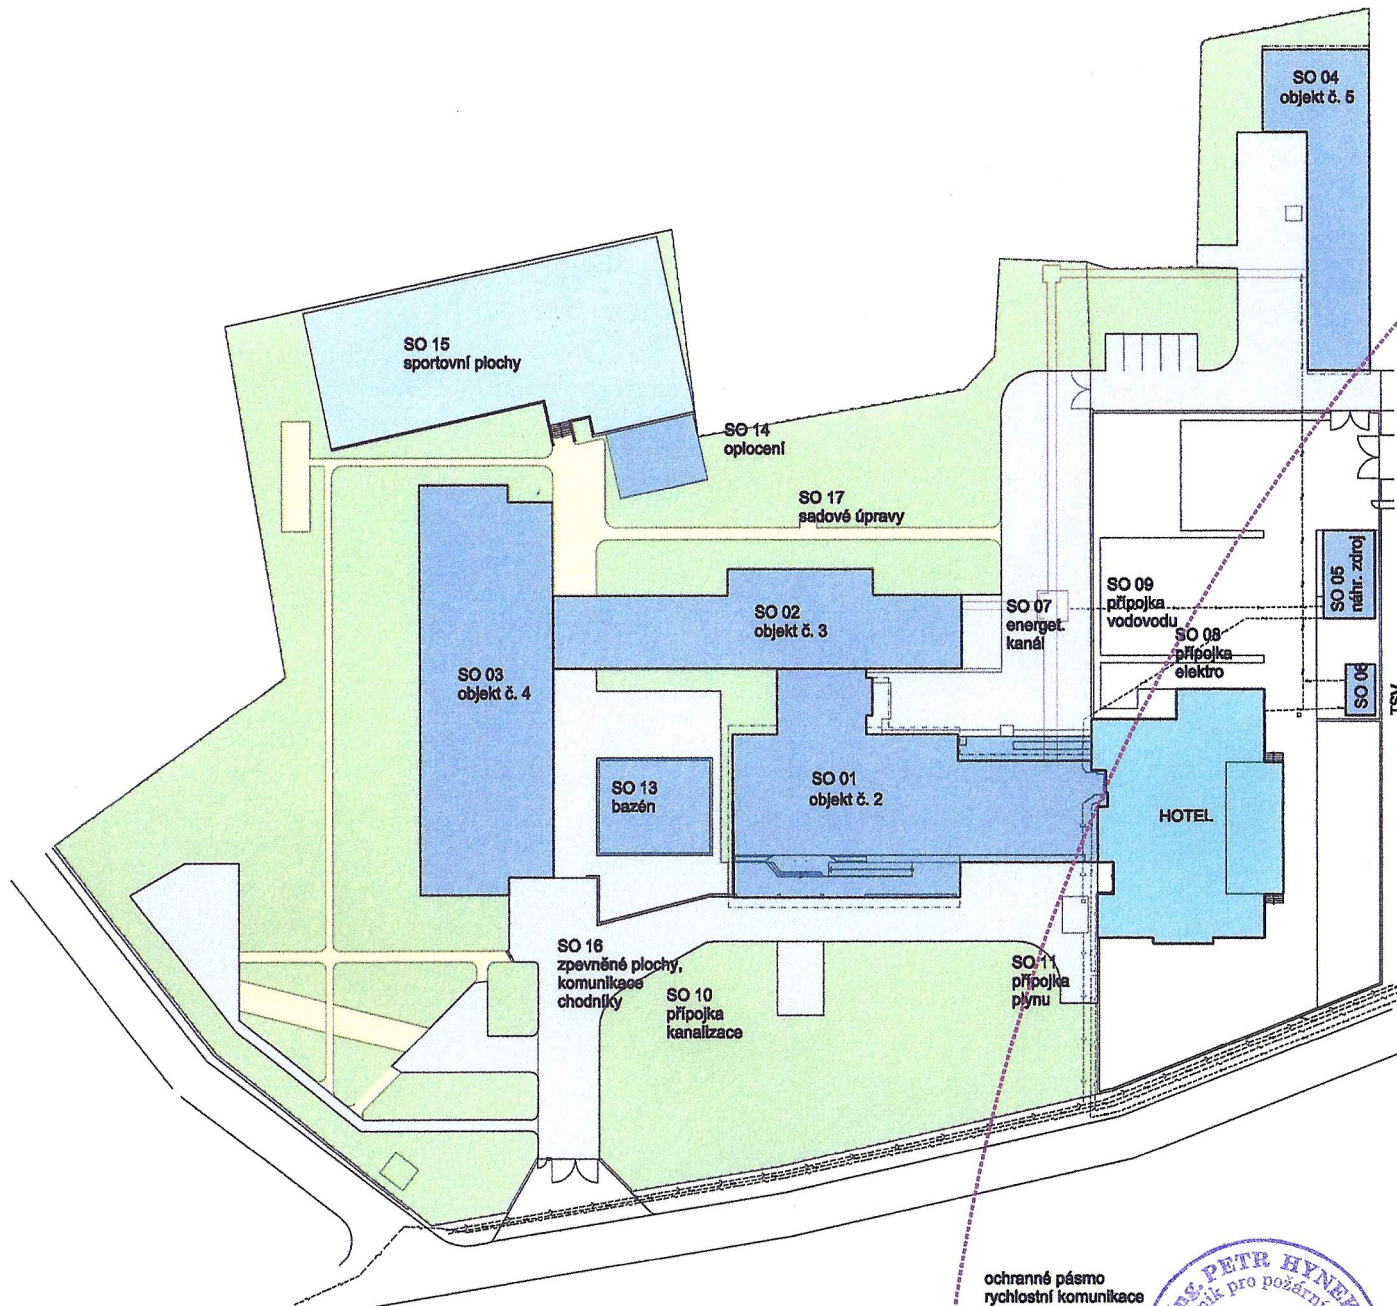 SO 04
objekt č. 5
SO 15
sportovní plochy
SO 14
oplocení
SO 17
sadové úpravy
SO 05
náhr. zdroj
SO 09
přípojka
vodovodu
SO 07
energet.
kanál
SO 02
objekt č. 3
SO 08
přípojka
elektro
SO 03
objekt č. 4
SO 06
SO 13
bazén
SO 01
objekt č. 2
HOTEL
SO 16
zpevněné plochy,
komunikace
chodníky
SO 10
přípojka
kanalizace
SO 11
přípojka
plynu
ochranné pásmo
rychlostní komunikace
PETR
pro